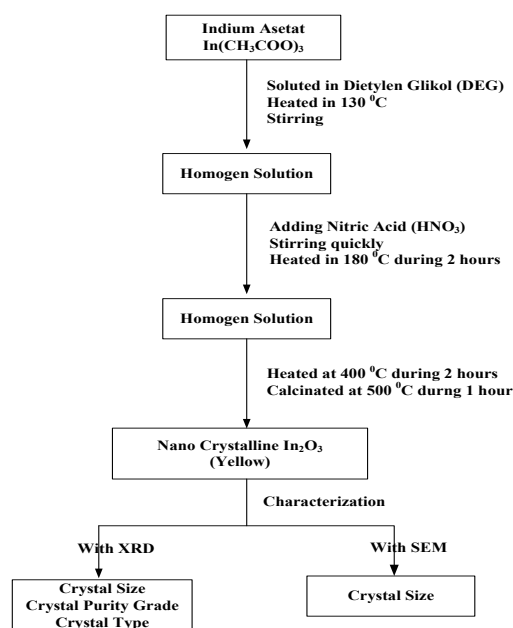 Indium Asetat
In(CH₃COO)₃
Soluted in Dietylen Glikol (DEG)
Heated in 130 ⁰C
Stirring
Homogen Solution
Adding Nitric Acid (HNO₃)
Stirring quickly
Heated in 180 ⁰C during 2 hours
Homogen Solution
Heated at 400 ⁰C during 2 hours
Calcinated at 500 ⁰C durng 1 hour
Nano Crystalline In₂O₃
(Yellow)
Characterization
With XRD
With SEM
Crystal Size
Crystal Purity Grade
Crystal Type
Crystal Size